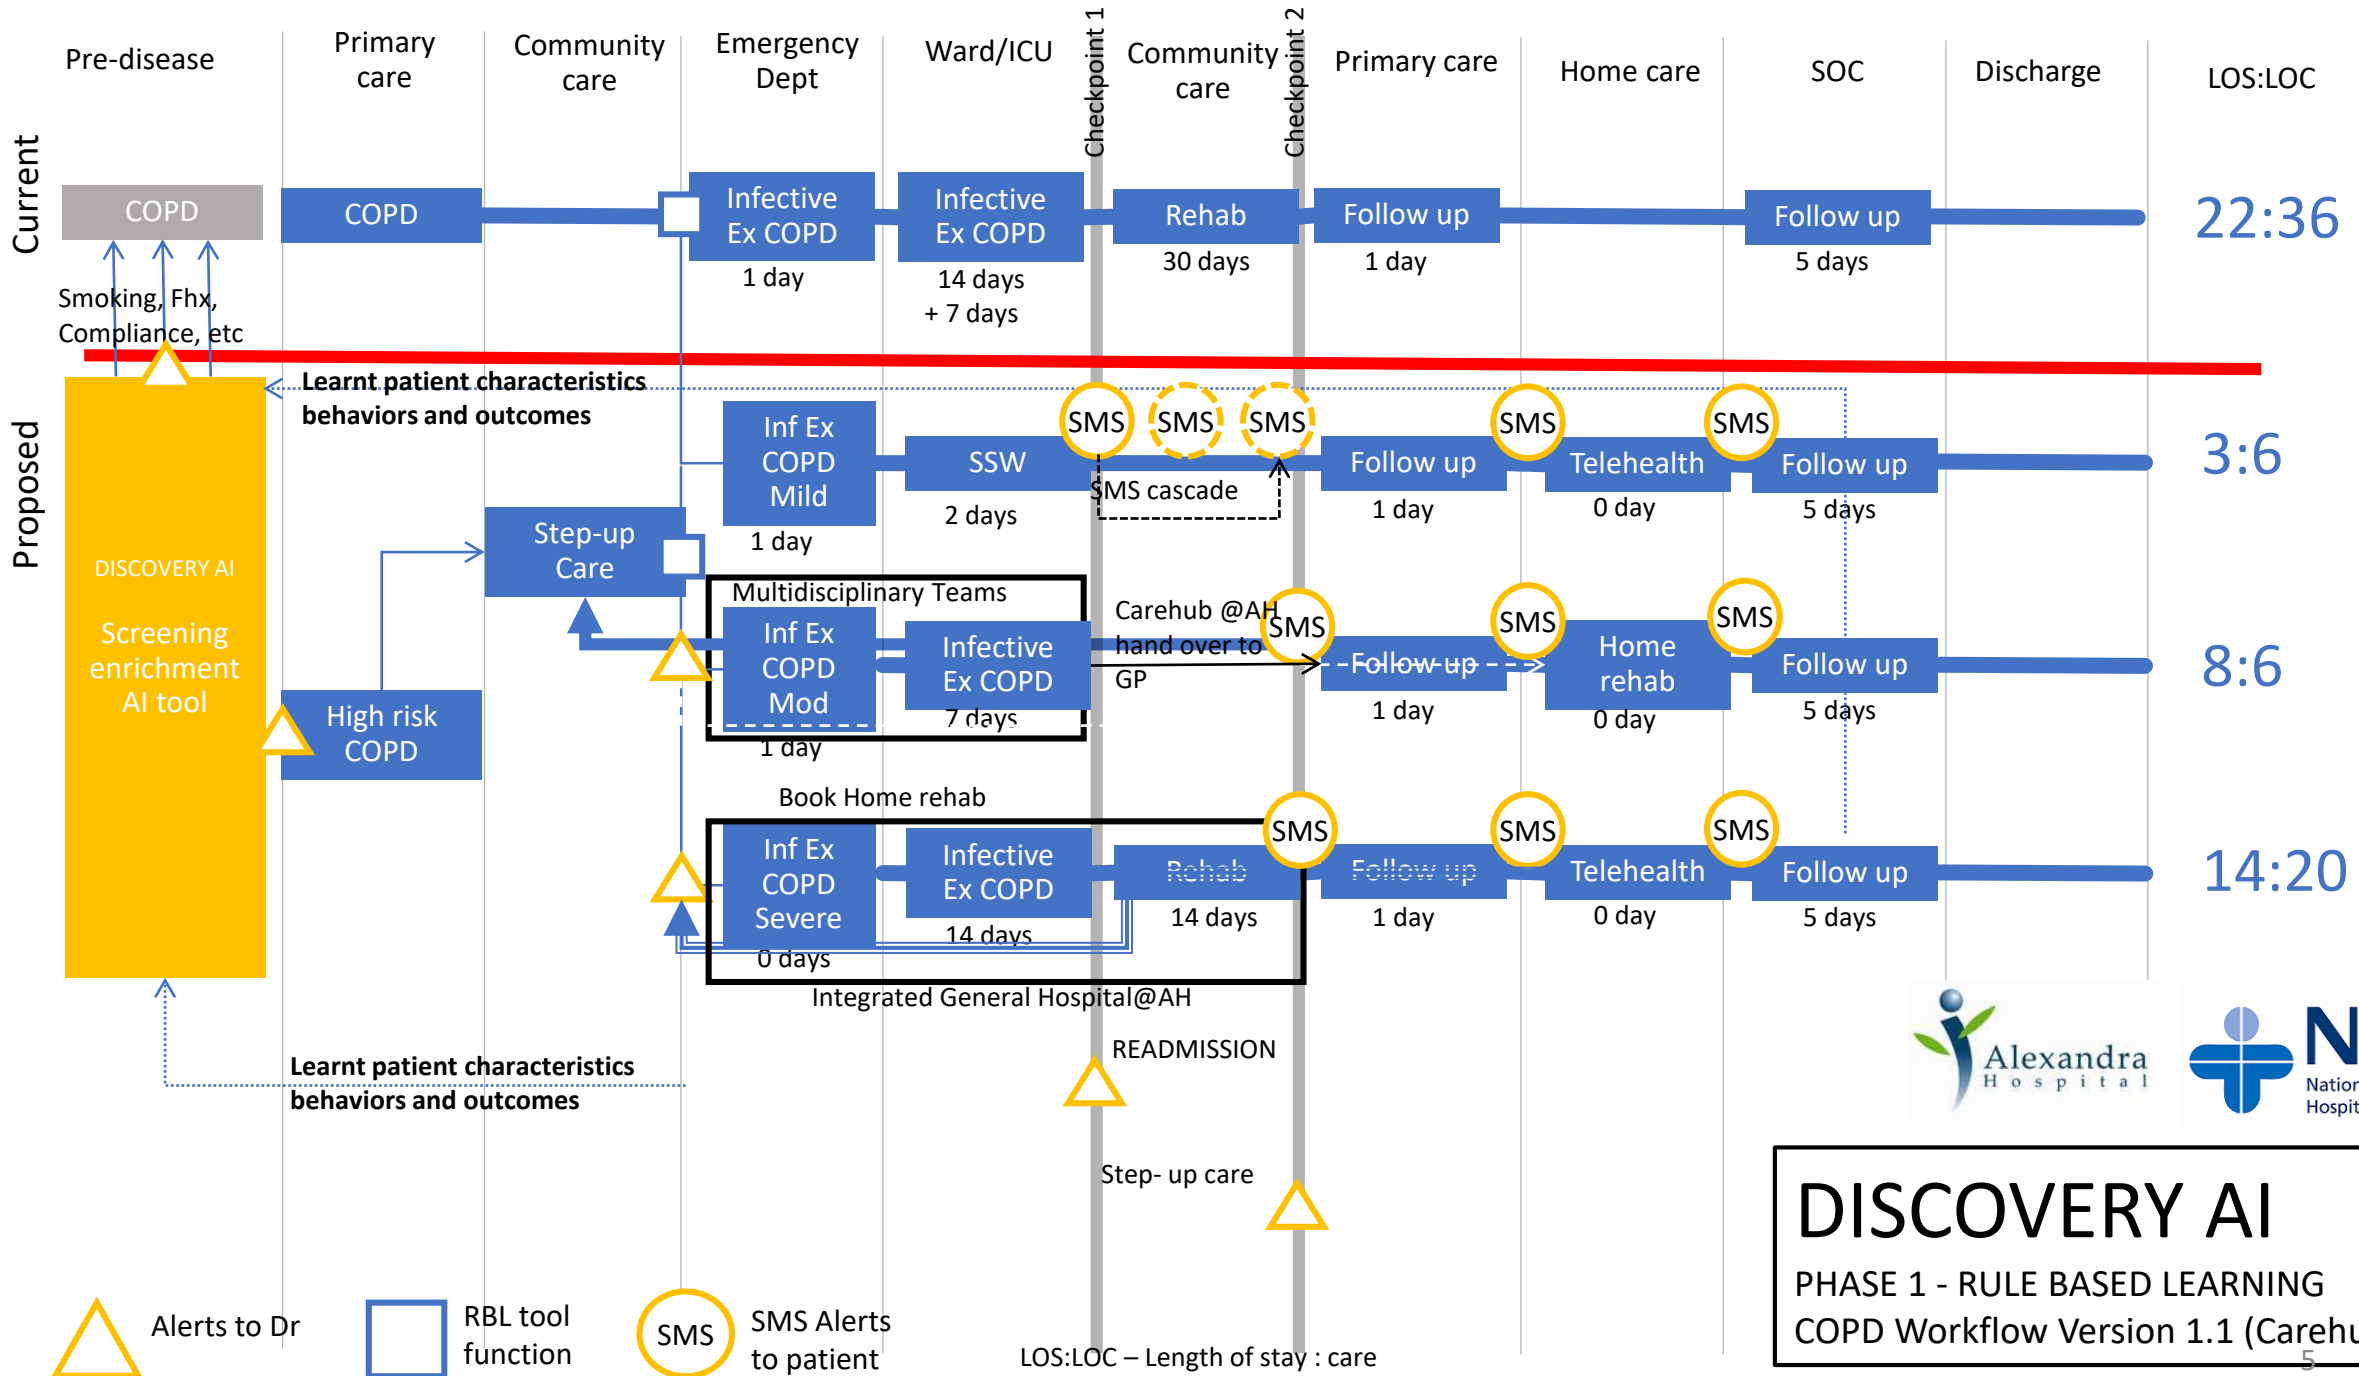 Pre-disease
Primary
care
Community
care
Emergency
Dept
Ward/ICU
Checkpoint 1
Community
care
Checkpoint 2
Primary care
Home care
SOC
Discharge
LOS:LOC
Current
COPD
COPD
Infective
Ex COPD
1 day
Infective
Ex COPD
14 days
+ 7 days
Rehab
30 days
Follow up
1 day
Follow up
5 days
22:36
Smoking, Fhx,
Compliance, etc
Proposed
Learnt patient characteristics
behaviors and outcomes
DISCOVERY AI
Screening
enrichment
AI tool
High risk
COPD
Step-up
Care
Inf Ex
COPD
Mild
1 day
SSW
2 days
SMS
SMS
SMS
SMS cascade
Follow up
1 day
SMS
Telehealth
0 day
SMS
Follow up
5 days
3:6
Multidisciplinary Teams
Inf Ex
COPD
Mod
1 day
Infective
Ex COPD
7 days
Carehub @AH
hand over to
GP
SMS
Follow up
1 day
SMS
Home
rehab
0 day
SMS
Follow up
5 days
8:6
Book Home rehab
Inf Ex
COPD
Severe
0 days
Infective
Ex COPD
14 days
Rehab
14 days
SMS
Follow up
1 day
SMS
Telehealth
0 day
SMS
Follow up
5 days
14:20
Integrated General Hospital@AH
Learnt patient characteristics
behaviors and outcomes
READMISSION
Step- up care
Alexandra
Hospital
N
Nation
Hospit
DISCOVERY AI
PHASE 1 - RULE BASED LEARNING
COPD Workflow Version 1.1 (Carehu
5
Alerts to Dr
RBL tool
function
SMS
SMS Alerts
to patient
LOS:LOC – Length of stay : care